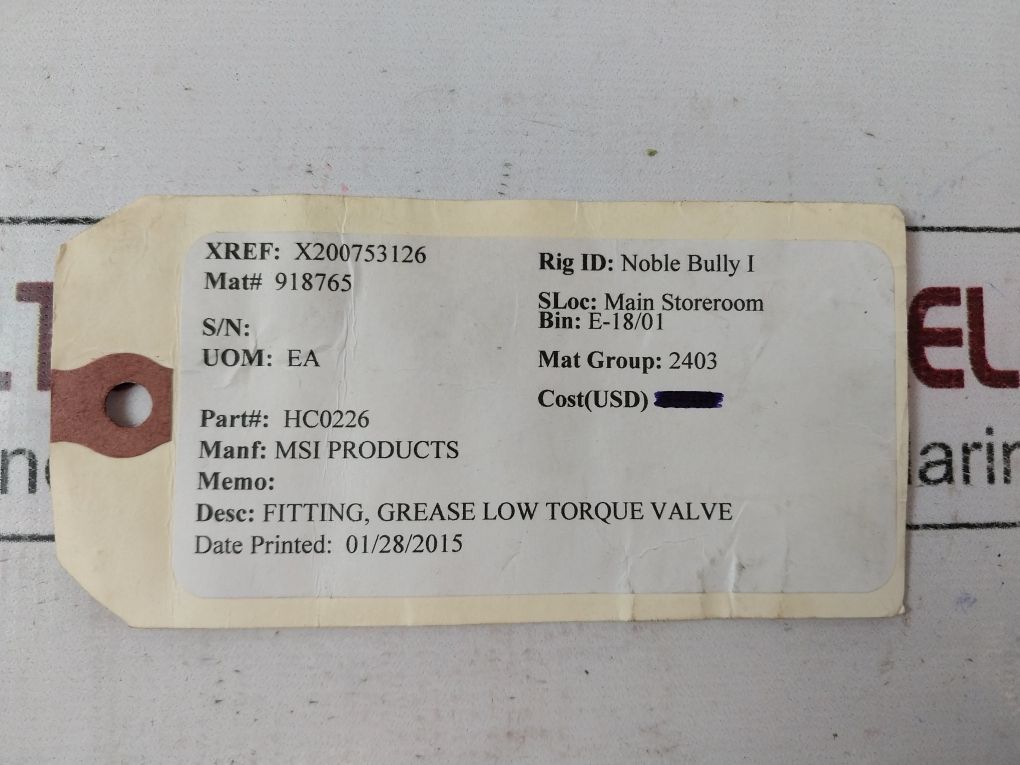 XREF: X200753126
Mat# 918765
S/N:
UOM: EA
Part#: HC0226
Manf: MSI PRODUCTS
Memo:
Desc: FITTING, GREASE LOW TORQUE VALVE
Date Printed: 01/28/2015
Rig ID: Noble Bully I
SLoc: Main Storeroom
Bin: E-18/01
Mat Group: 2403
Cost(USD)
EL